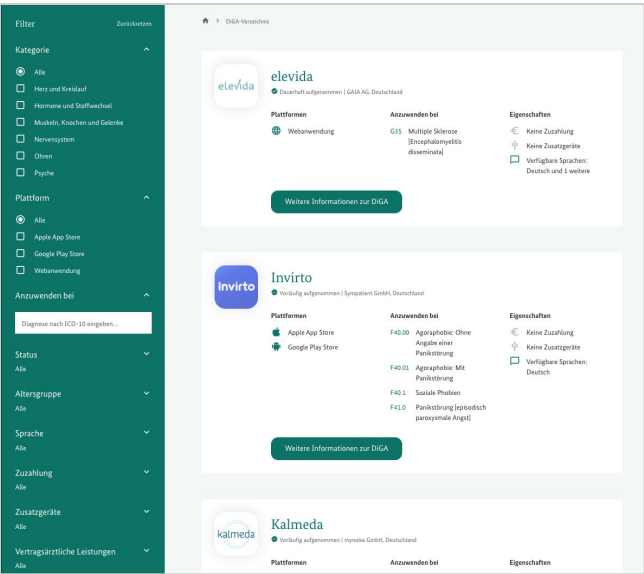 Filter
Zurücksetzen
Kategorie
Alle
Herz und Kreislauf
Hormone und Stoffwechsel
Muskeln, Knochen und Gelenke
Nervensystem
Ohren
Psyche
Plattform
Alle
Apple App Store
Google Play Store
Webanwendung
Anzuwenden bei
Diagnose nach ICD-10 eingeben...
Status
Alle
Altersgruppe
Alle
Sprache
Alle
Zuzahlung
Alle
Zusatzgeräte
Alle
Vertragsärztliche Leistungen
Alle
> DiGA-Verzeichnis
elevida
elevida
Dauerhaft aufgenommen | GAIA AG, Deutschland
Plattformen
Webanwendung
Anzuwenden bei
G35 Multiple Sklerose
[Encephalomyelitis
disseminata]
Eigenschaften
Keine Zuzahlung
Keine Zusatzgeräte
Verfügbare Sprachen:
Deutsch und 1 weitere
Weitere Informationen zur DiGA
Invirto
Invirto
Vorläufig aufgenommen | Sympatient GmbH, Deutschland
Plattformen
Apple App Store
Google Play Store
Anzuwenden bei
F40.00 Agoraphobie: Ohne
Angabe einer
Panikstörung
F40.01 Agoraphobie: Mit
Panikstörung
F40.1 Soziale Phobien
F41.0 Panikstörung [episodisch
paroxysmale Angst]
Eigenschaften
Keine Zuzahlung
Keine Zusatzgeräte
Verfügbare Sprachen:
Deutsch
Weitere Informationen zur DiGA
kalmeda
Kalmeda
Vorläufig aufgenommen | mynoise GmbH, Deutschland
Plattformen
Anzuwenden bei
Eigenschaften